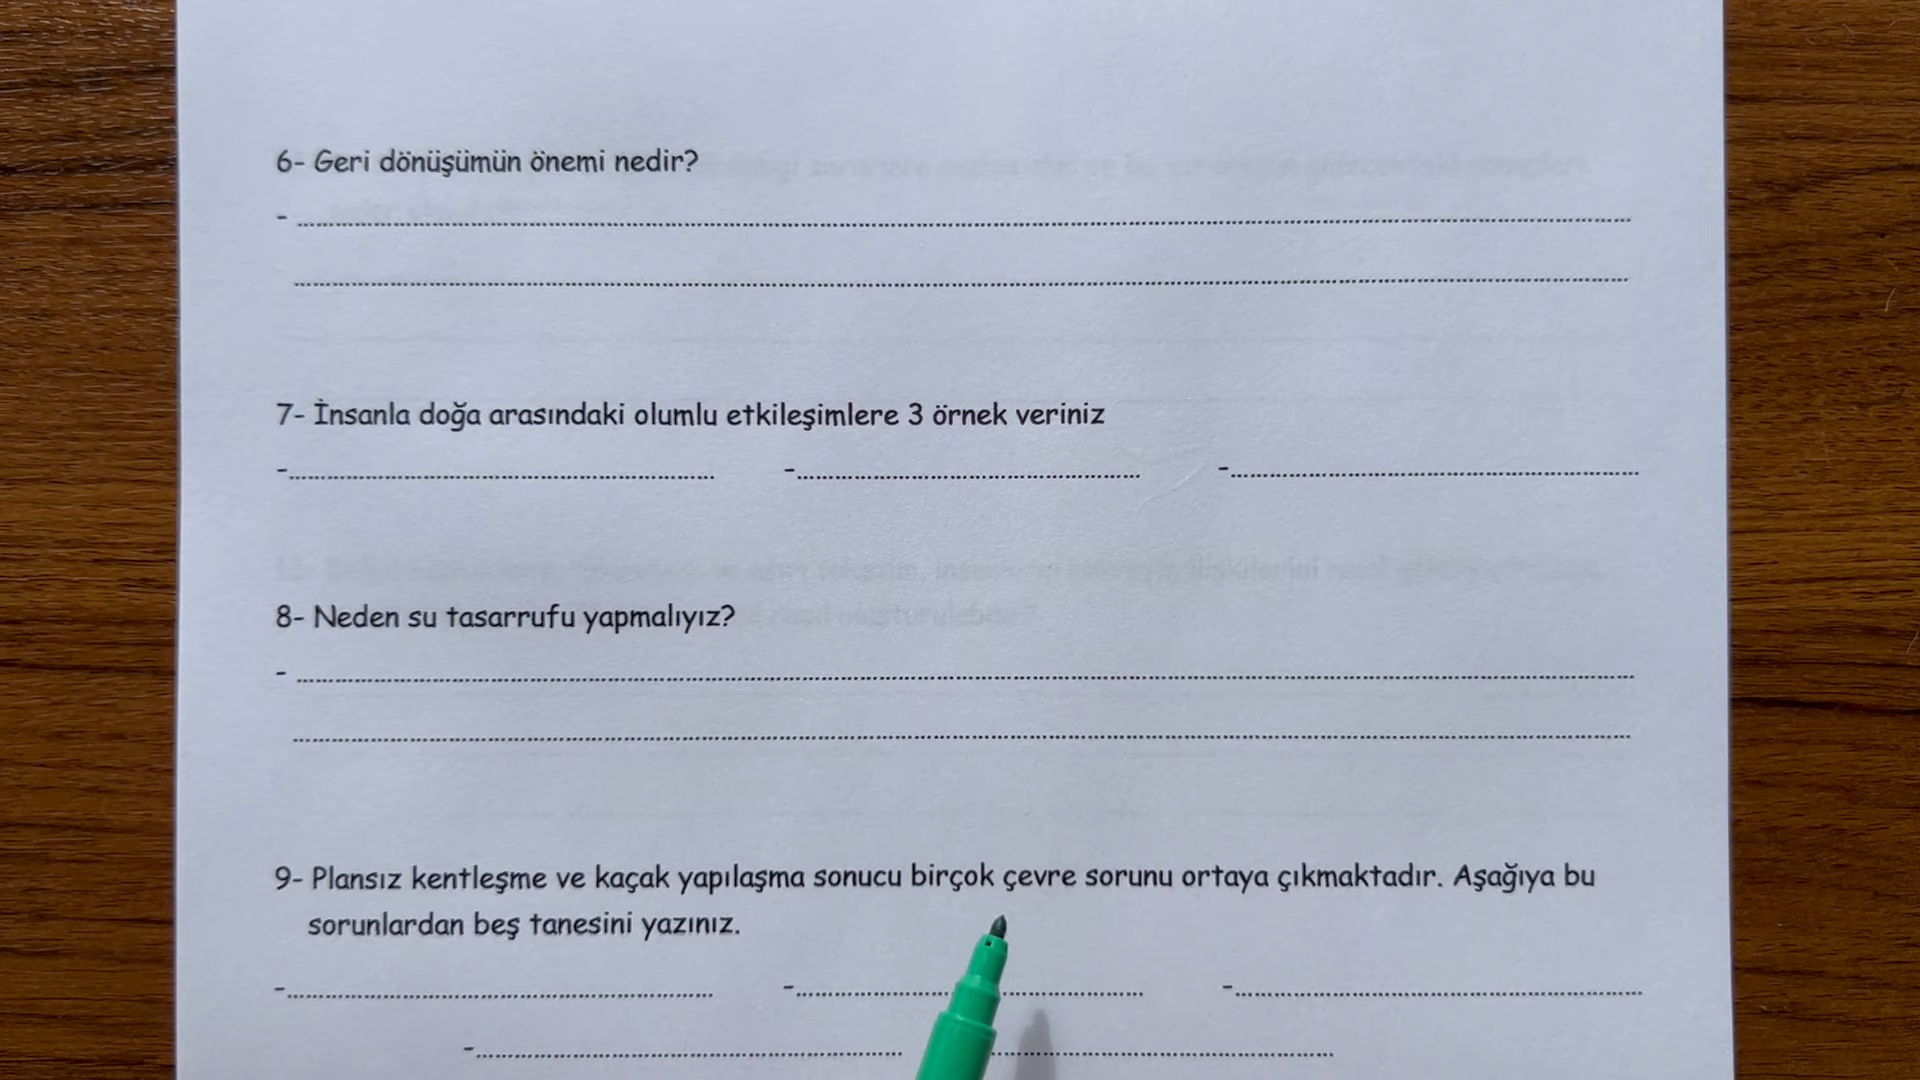 6- Geri dönüşümün önemi nedir?
-
7- İnsanla doğa arasındaki olumlu etkileşimlere 3 örnek veriniz
- - -
8- Neden su tasarrufu yapmalıyız?
-
9- Plansız kentleşme ve kaçak yapılaşma sonucu birçok çevre sorunu ortaya çıkmaktadır. Aşağıya bu
sorunlardan beş tanesini yazınız.
- - -
-